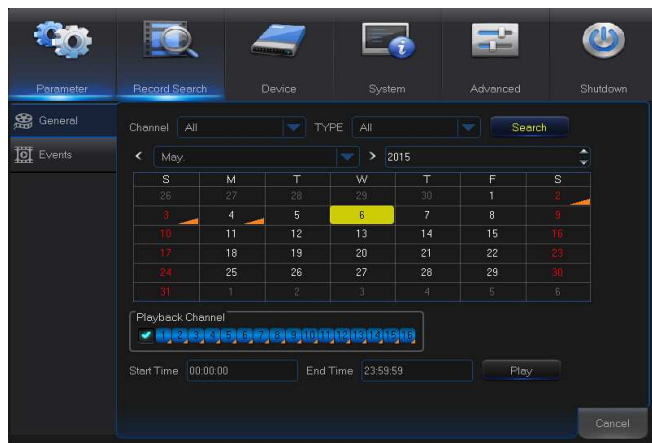 Parameter Record Search Device System Advanced Shutdown
General
Events
Channel All TYPE All Search
< May. > 2015
S M T W T F S
26 27 28 29 30 1 2
3 4 5 6 7 8 9
10 11 12 13 14 15 16
17 18 19 20 21 22 23
24 25 26 27 28 29 30
31 1 2 3 4 5 6
Playback Channel
1 2 3 4 5 6 7 8 9 10 11 12 13 14 15 16
Start Time 00:00:00 End Time 23:59:59 Play
Cancel